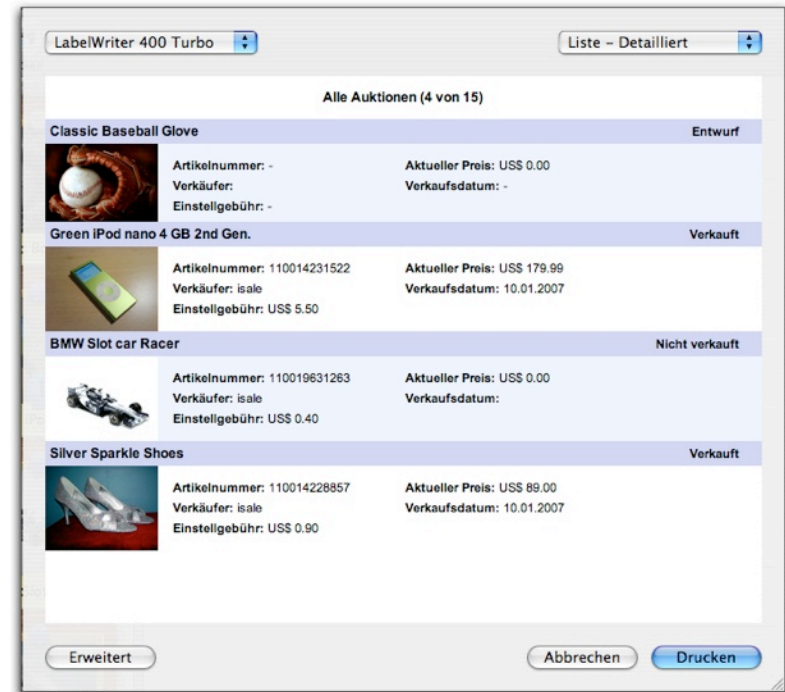 LabelWriter 400 Turbo
Liste – Detailliert
Alle Auktionen (4 von 15)
Classic Baseball Glove Entwurf
Artikelnummer: - Aktueller Preis: US$ 0.00
Verkäufer: Verkaufsdatum: -
Einstellgebühr: -
Green iPod nano 4 GB 2nd Gen. Verkauft
Artikelnummer: 110014231522 Aktueller Preis: US$ 179.99
Verkäufer: isale Verkaufsdatum: 10.01.2007
Einstellgebühr: US$ 5.50
BMW Slot car Racer Nicht verkauft
Artikelnummer: 110019631263 Aktueller Preis: US$ 0.00
Verkäufer: isale Verkaufsdatum:
Einstellgebühr: US$ 0.40
Silver Sparkle Shoes Verkauft
Artikelnummer: 110014228857 Aktueller Preis: US$ 89.00
Verkäufer: isale Verkaufsdatum: 10.01.2007
Einstellgebühr: US$ 0.90
Erweitert Abbrechen Drucken